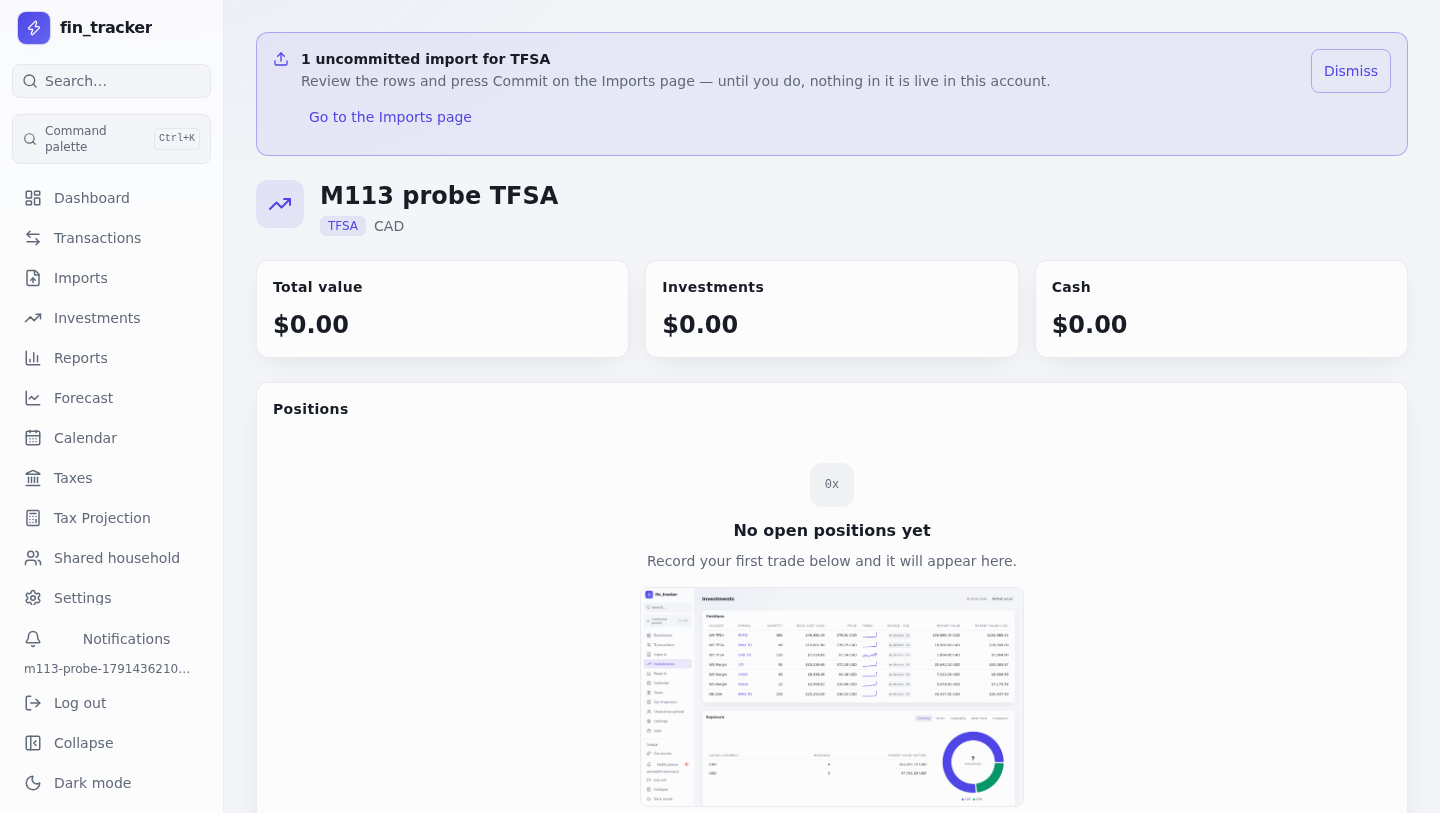 fin_tracker
Search...
Command palette
Ctrl+K
Dashboard
Transactions
Imports
Investments
Reports
Forecast
Calendar
Taxes
Tax Projection
Shared household
Settings
Notifications
m113-probe-1791436210...
Log out
Collapse
Dark mode
1 uncommitted import for TFSA
Review the rows and press Commit on the Imports page — until you do, nothing in it is live in this account.
Go to the Imports page
Dismiss
M113 probe TFSA
TFSA CAD
Total value
$0.00
Investments
$0.00
Cash
$0.00
Positions
0x
No open positions yet
Record your first trade below and it will appear here.
fin_tracker
Investments
Positions
Exposure